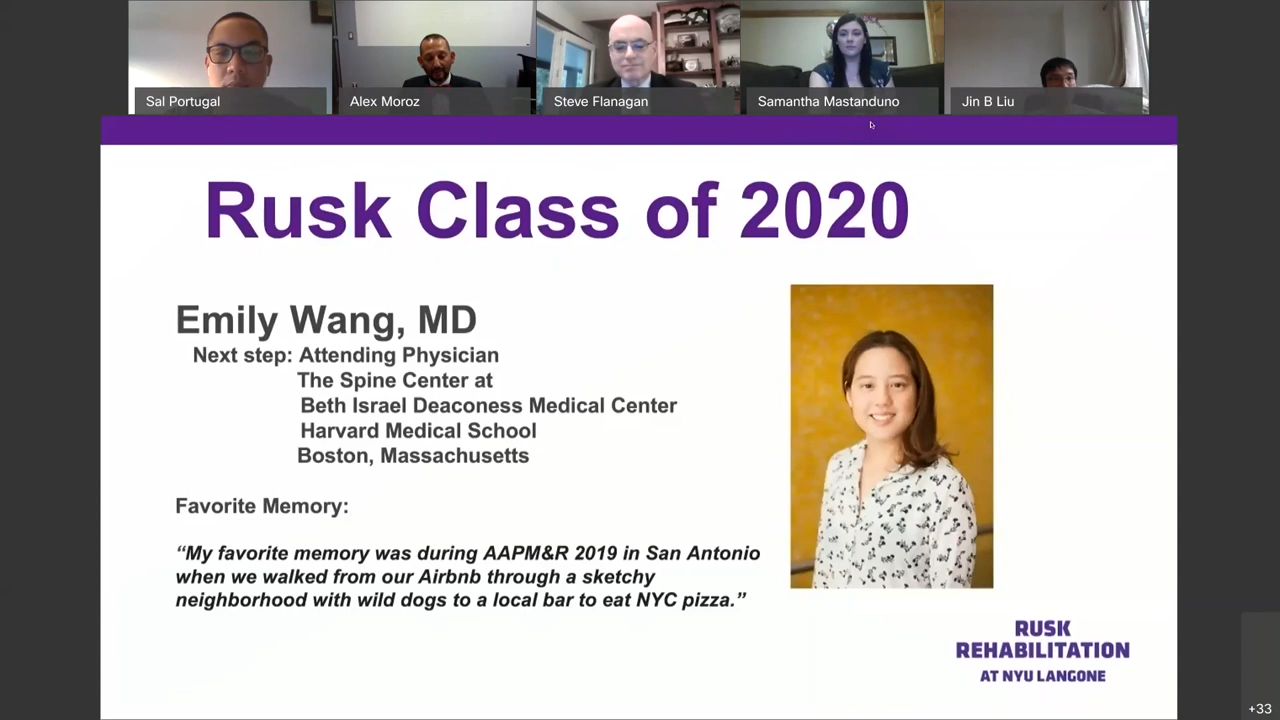 Sal Portugal
Alex Moroz
Steve Flanagan
Samantha Mastanduno
Jin B Liu
Rusk Class of 2020
Emily Wang, MD
Next step: Attending Physician
The Spine Center at
Beth Israel Deaconess Medical Center
Harvard Medical School
Boston, Massachusetts
Favorite Memory:
“My favorite memory was during AAPM&R 2019 in San Antonio
when we walked from our Airbnb through a sketchy
neighborhood with wild dogs to a local bar to eat NYC pizza.”
RUSK
REHABILITATION
AT NYU LANGONE
+33